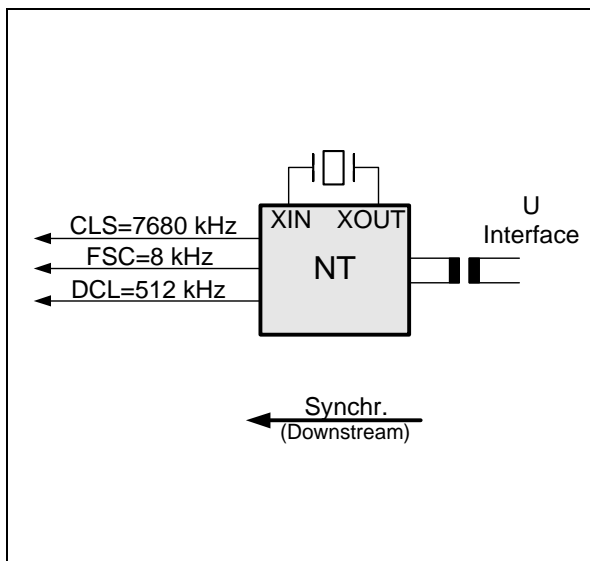 XIN XOUT
U
Interface
CLS=7680 kHz
FSC=8 kHz
DCL=512 kHz
NT
Synchr.
(Downstream)